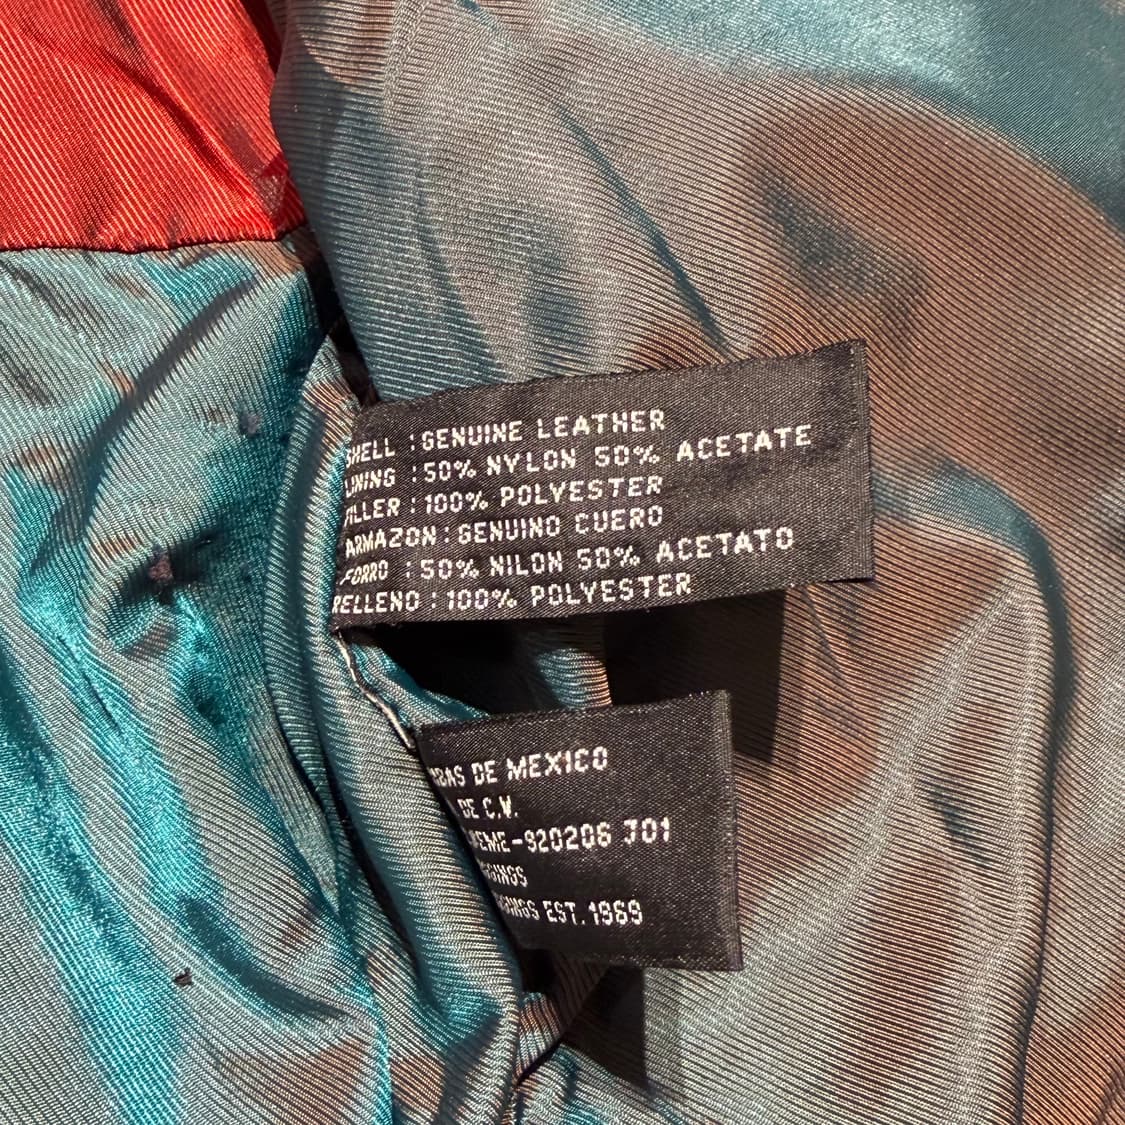 SHELL : GENUINE LEATHER
LINING : 50% NYLON 50% ACETATE
FILLER : 100% POLYESTER
ARMAZON : GENUINO CUERO
FORRO : 50% NILON 50% ACETATO
RELLENO : 100% POLYESTER
DE MEXICO
DE C.V.
-920206 J01
EST. 1969